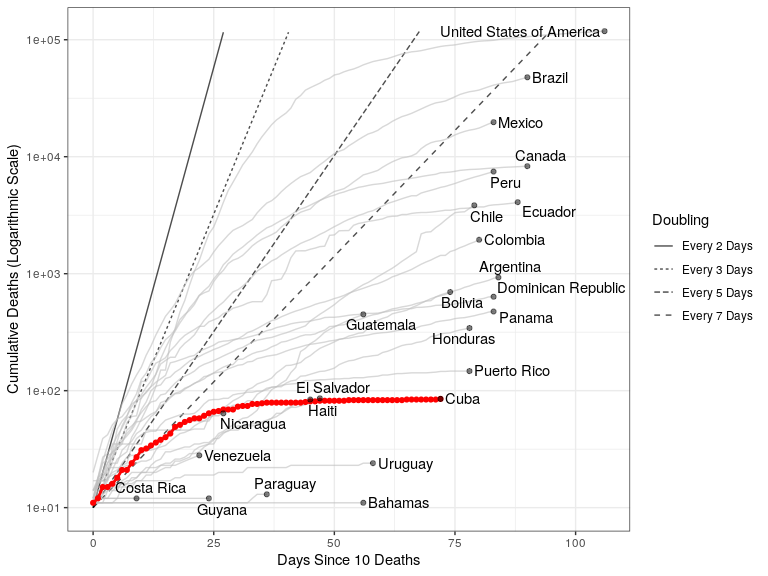 United States of America
Brazil
Mexico
Canada
Peru
Ecuador
Chile
Colombia
Argentina
Dominican Republic
Bolivia
Panama
Guatemala
Honduras
Puerto Rico
El Salvador
Cuba
Haiti
Nicaragua
Venezuela
Uruguay
Paraguay
Costa Rica
Guyana
Bahamas
1e+05
1e+04
1e+03
1e+02
1e+01
Cumulative Deaths (Logarithmic Scale)
0
25
50
75
100
Days Since 10 Deaths
Doubling
Every 2 Days
Every 3 Days
Every 5 Days
Every 7 Days